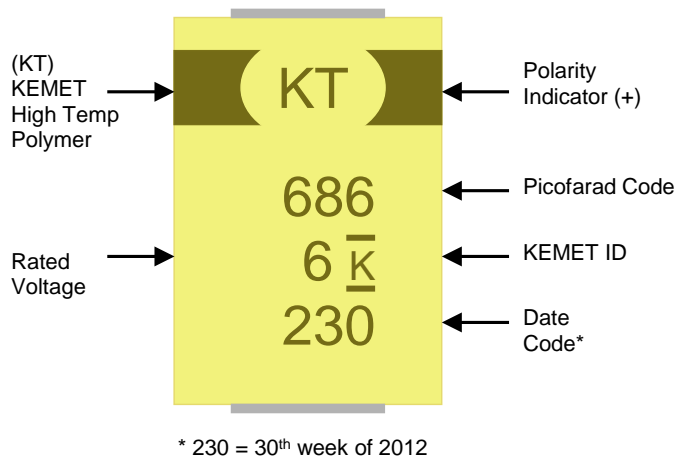 (KT)
KEMET
High Temp
Polymer
KT
Polarity
Indicator (+)
686
Picofarad Code
Rated
Voltage
6 K
KEMET ID
230
Date
Code*
* 230 = 30th week of 2012